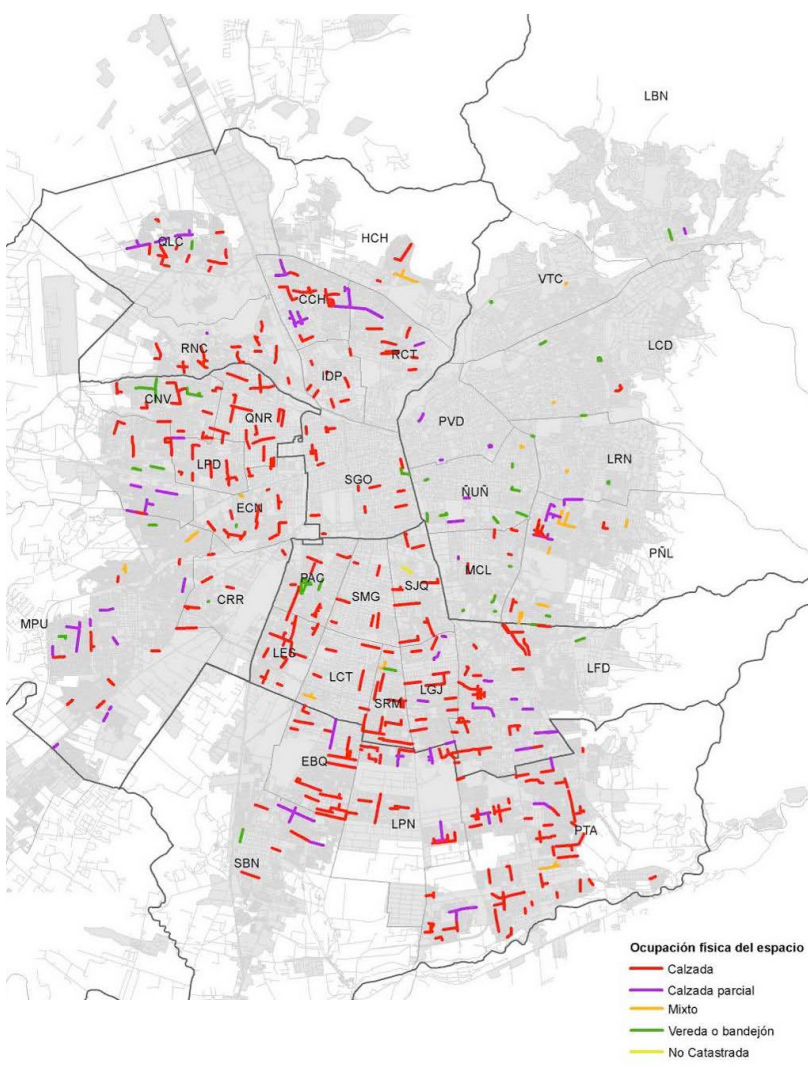 LBN
HCH
QLC
VTC
CCH
LCD
RNC
RCT
IDP
CNV
QNR
PVD
LPD
LRN
SGO
ÑUÑ
ECN
PÑL
PAC
SJQ
MCL
SMG
CRR
MPU
LES
LCT
LFD
LGJ
SRM
EBQ
LPN
PTA
SBN
Ocupación física del espacio
Calzada
Calzada parcial
Mixto
Vereda o bandejón
No Catastrada